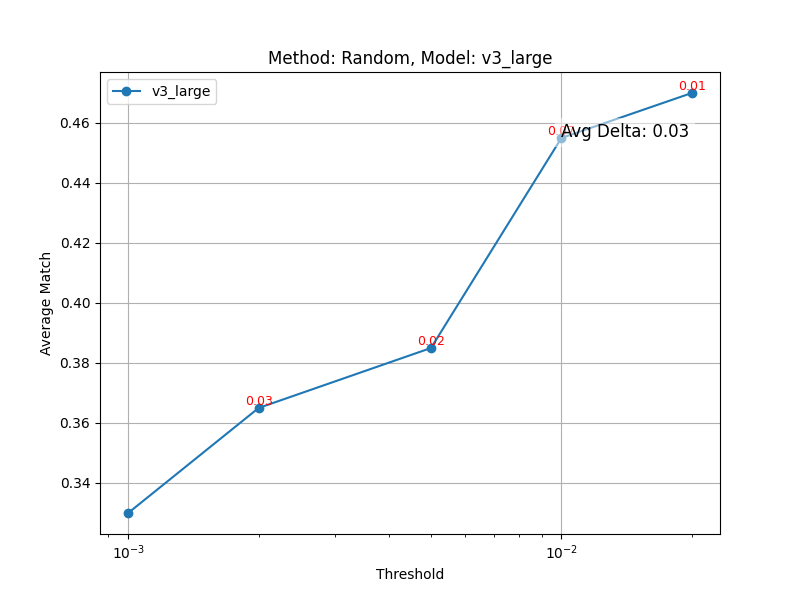 Method: Random, Model: v3_large
v3_large
0.01
0.46
Avg Delta: 0.03
0.44
0.42
0.40
0.02
0.38
0.03
0.36
0.34
Average Match
10⁻³
10⁻²
Threshold